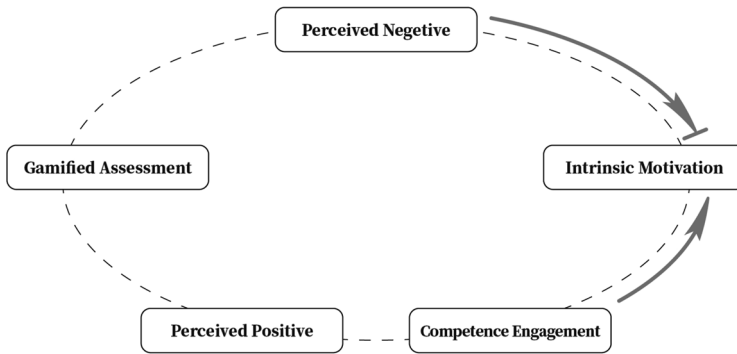 Perceived Negetive
Gamified Assessment
Intrinsic Motivation
Perceived Positive
Competence Engagement